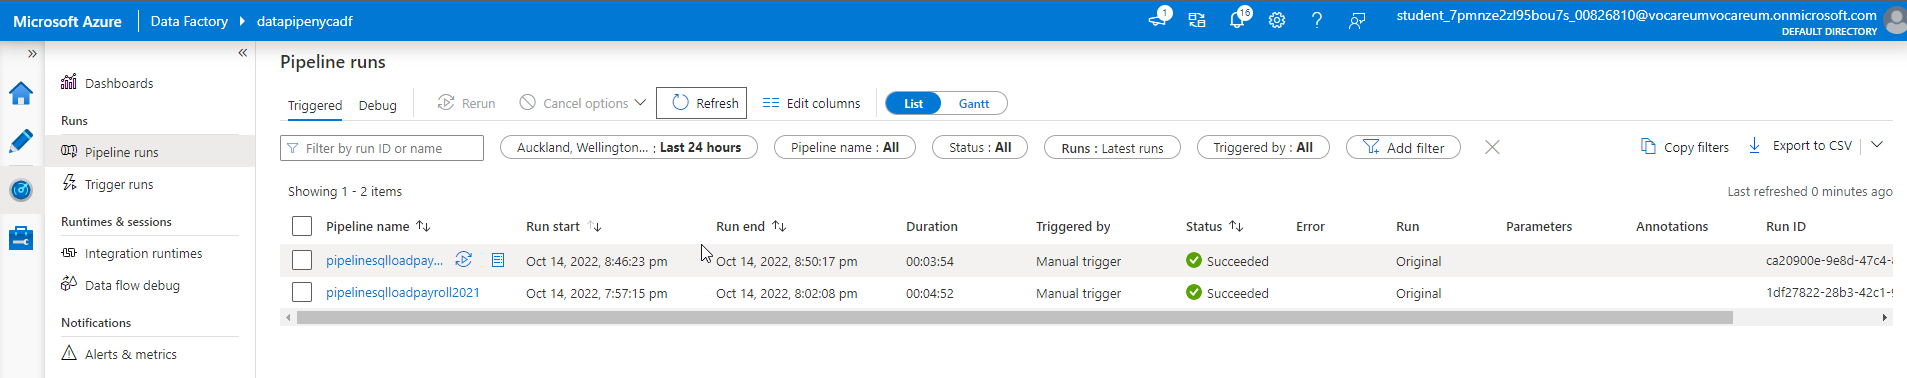 Microsoft Azure Data Factory datapipenycadf 1 16 student_7pmnze2zl95bou7s_00826810@vocareumvocareum.onmicrosoft.com
DEFAULT DIRECTORY
Dashboards
Runs
Pipeline runs
Trigger runs
Runtimes & sessions
Integration runtimes
Data flow debug
Notifications
Alerts & metrics
Pipeline runs
Triggered Debug Rerun Cancel options Refresh Edit columns List Gantt
Filter by run ID or name Auckland, Wellington... : Last 24 hours Pipeline name : All Status : All Runs : Latest runs Triggered by : All Add filter Copy filters Export to CSV
Showing 1 - 2 items Last refreshed 0 minutes ago
Pipeline name Run start Run end Duration Triggered by Status Error Run Parameters Annotations Run ID
pipelinesqlloadpay... Oct 14, 2022, 8:46:23 pm Oct 14, 2022, 8:50:17 pm 00:03:54 Manual trigger Succeeded Original ca20900e-9e8d-47c4-
pipelinesqlloadpayroll2021 Oct 14, 2022, 7:57:15 pm Oct 14, 2022, 8:02:08 pm 00:04:52 Manual trigger Succeeded Original 1df27822-28b3-42c1-